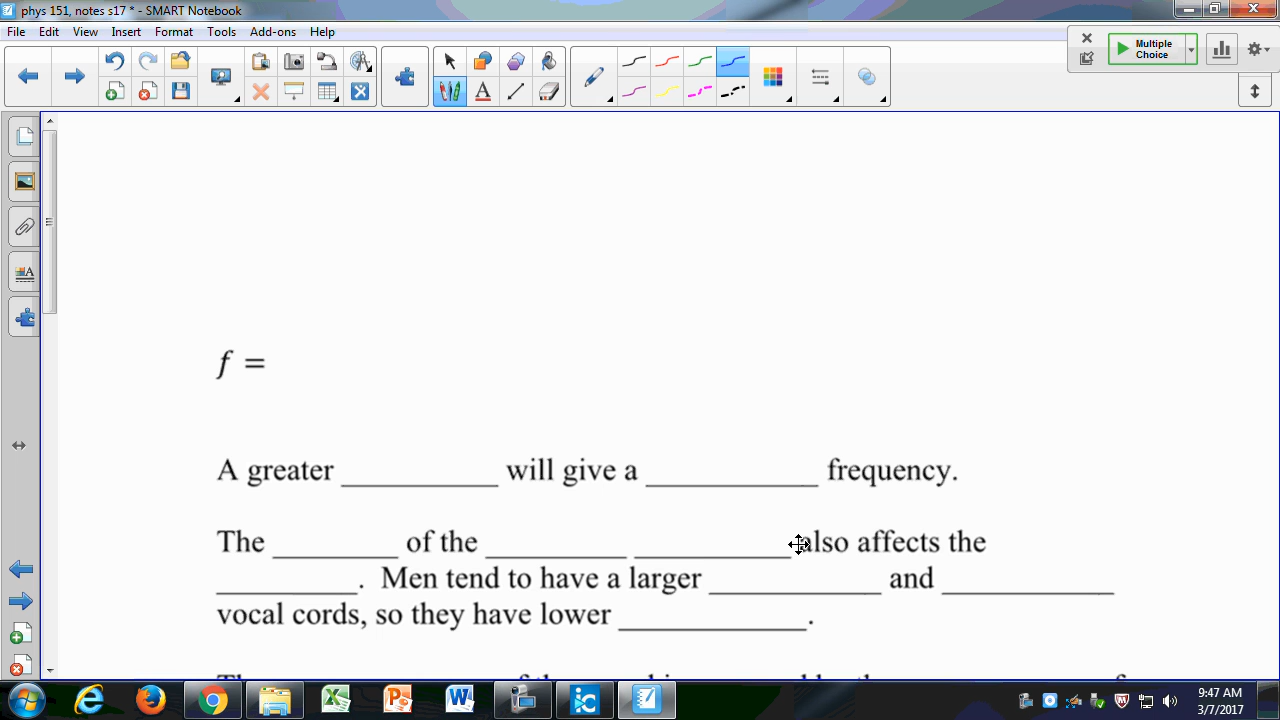 phys 151, notes s17 * - SMART Notebook
File Edit View Insert Format Tools Add-ons Help
Multiple
Choice
f =
A greater __________ will give a ___________ frequency.
The ________ of the _________ __________ also affects the
_________. Men tend to have a larger ___________ and ___________
vocal cords, so they have lower ____________.
9:47 AM
3/7/2017